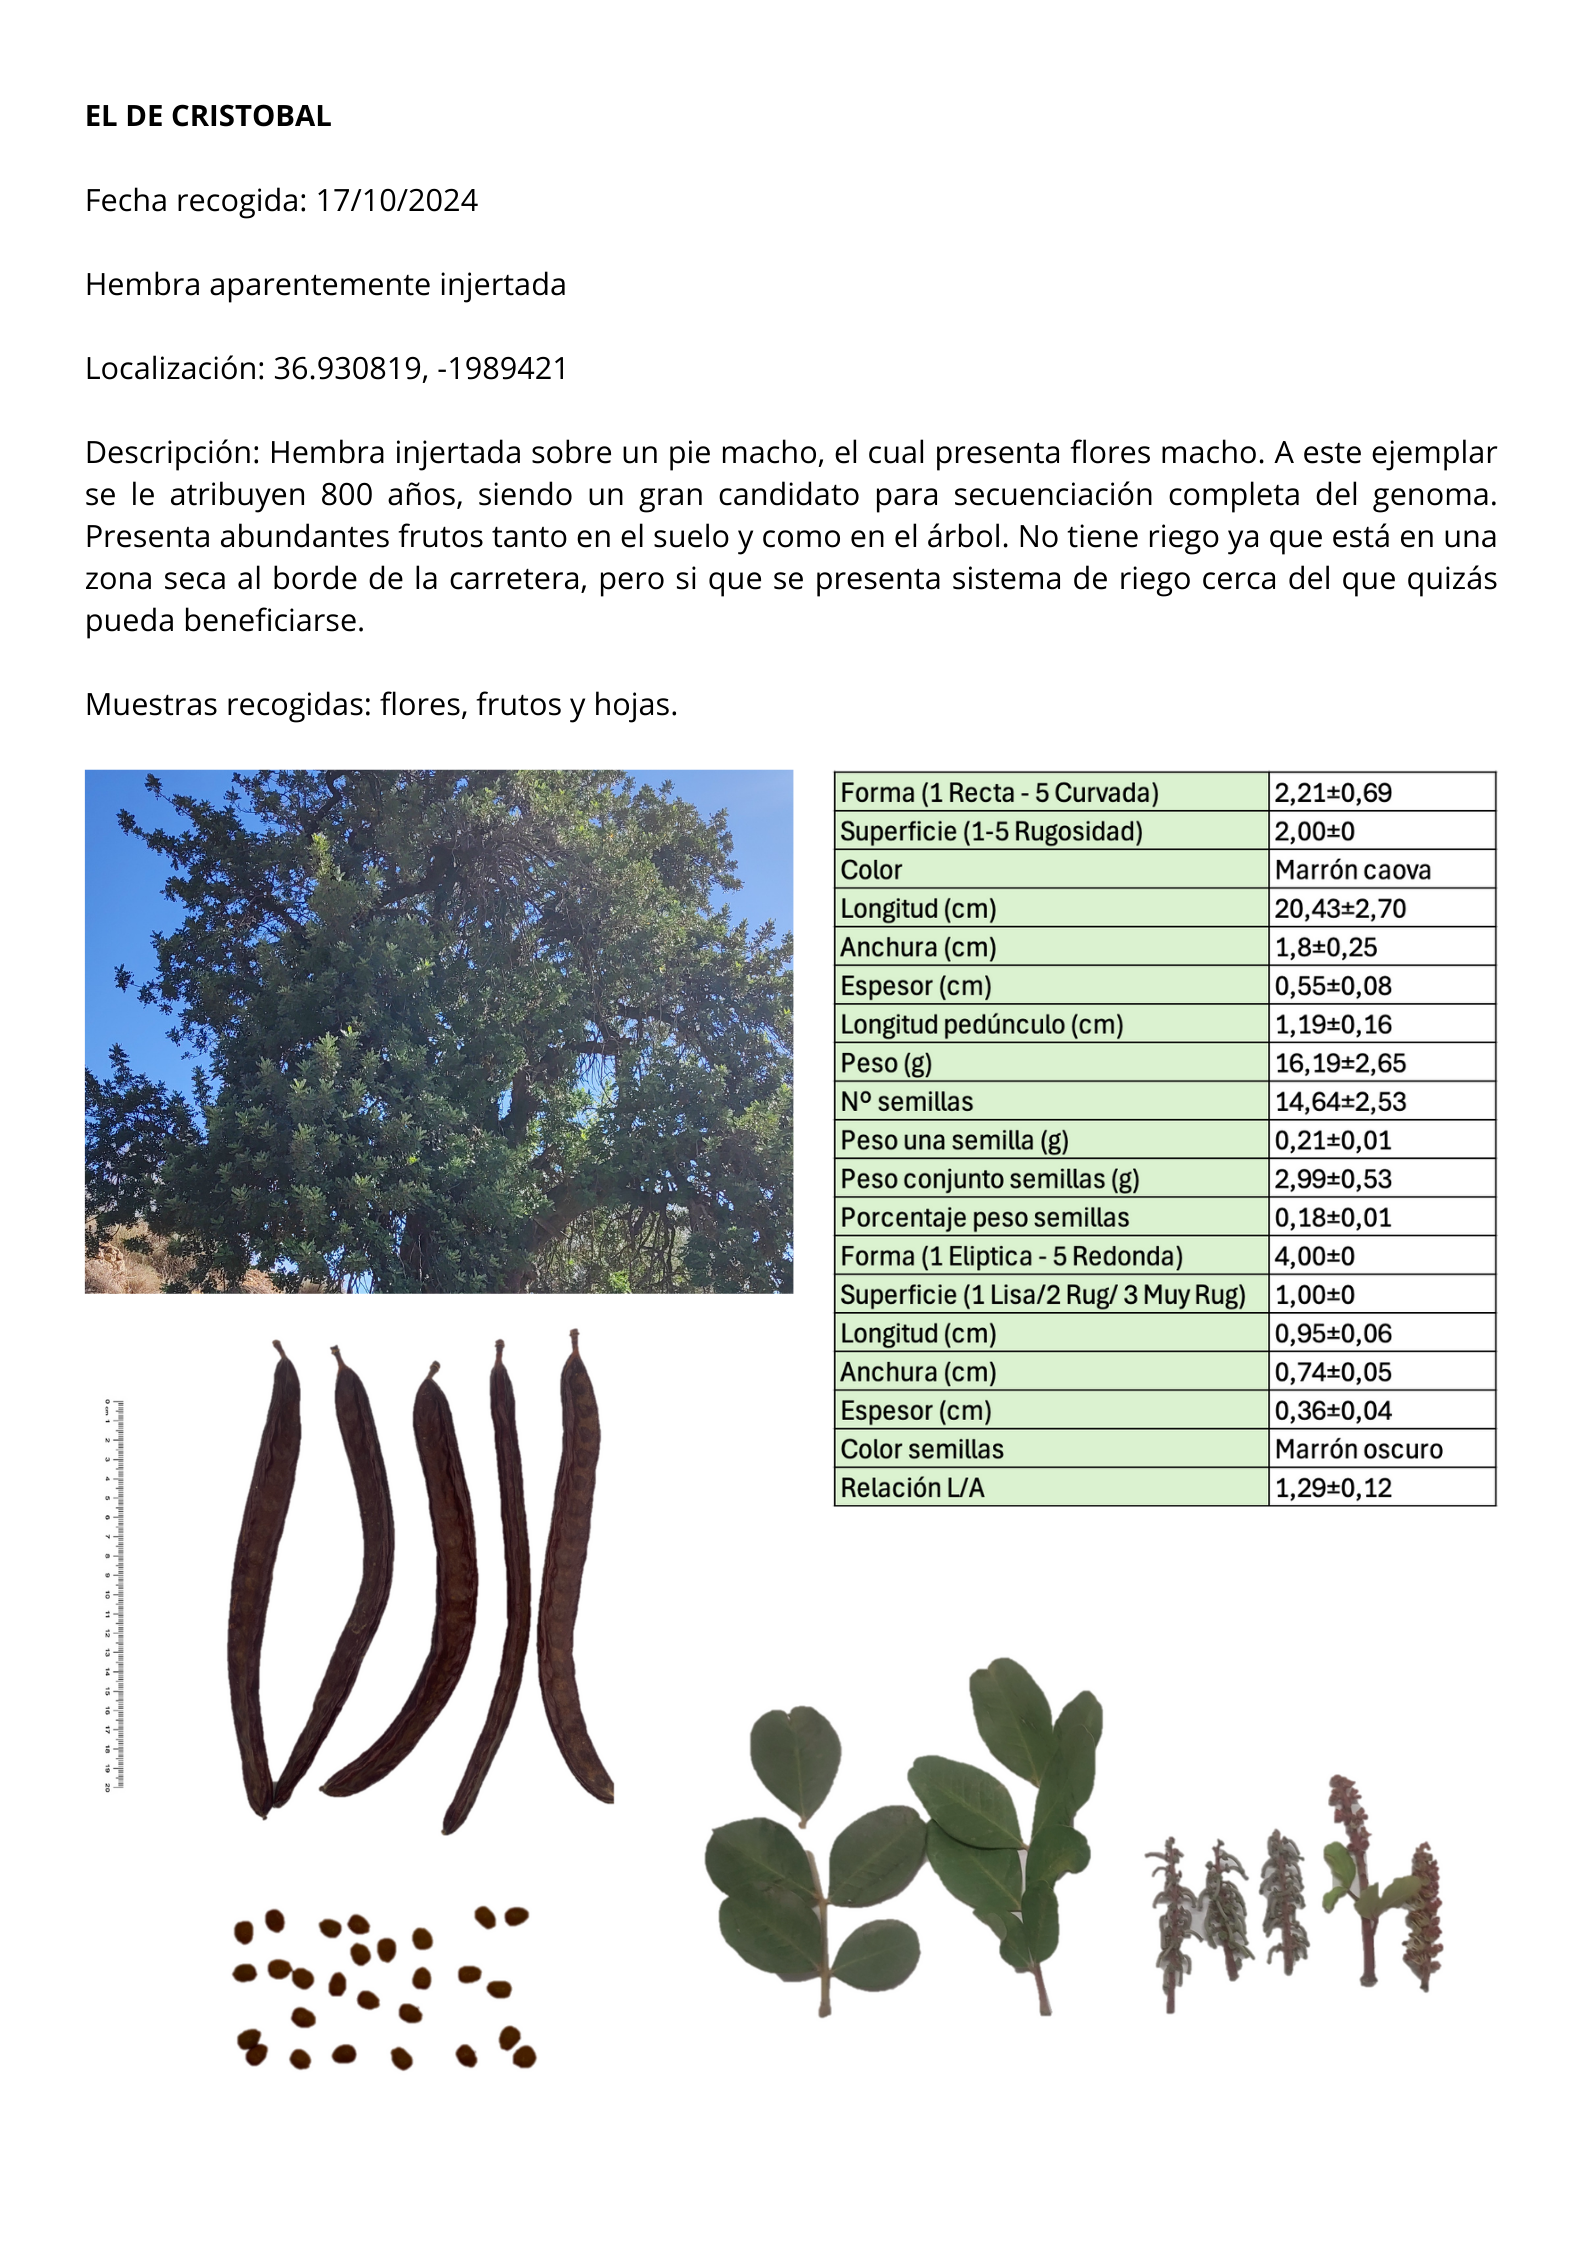 EL DE CRISTOBAL
Fecha recogida: 17/10/2024
Hembra aparentemente injertada
Localización: 36.930819, -1989421
Descripción: Hembra injertada sobre un pie macho, el cual presenta flores macho. A este ejemplar
se le atribuyen 800 años, siendo un gran candidato para secuenciación completa del genoma.
Presenta abundantes frutos tanto en el suelo y como en el árbol. No tiene riego ya que está en una
zona seca al borde de la carretera, pero si que se presenta sistema de riego cerca del que quizás
pueda beneficiarse.
Muestras recogidas: flores, frutos y hojas.
Forma (1 Recta - 5 Curvada) 2,21±0,69
Superficie (1-5 Rugosidad) 2,00±0
Color Marrón caova
Longitud (cm) 20,43±2,70
Anchura (cm) 1,8±0,25
Espesor (cm) 0,55±0,08
Longitud pedúnculo (cm) 1,19±0,16
Peso (g) 16,19±2,65
Nº semillas 14,64±2,53
Peso una semilla (g) 0,21±0,01
Peso conjunto semillas (g) 2,99±0,53
Porcentaje peso semillas 0,18±0,01
Forma (1 Eliptica - 5 Redonda) 4,00±0
Superficie (1 Lisa/2 Rug/ 3 Muy Rug) 1,00±0
Longitud (cm) 0,95±0,06
Anchura (cm) 0,74±0,05
Espesor (cm) 0,36±0,04
Color semillas Marrón oscuro
Relación L/A 1,29±0,12
0 cm 1 2 3 4 5 6 7 8 9 10 11 12 13 14 15 16 17 18 19 20